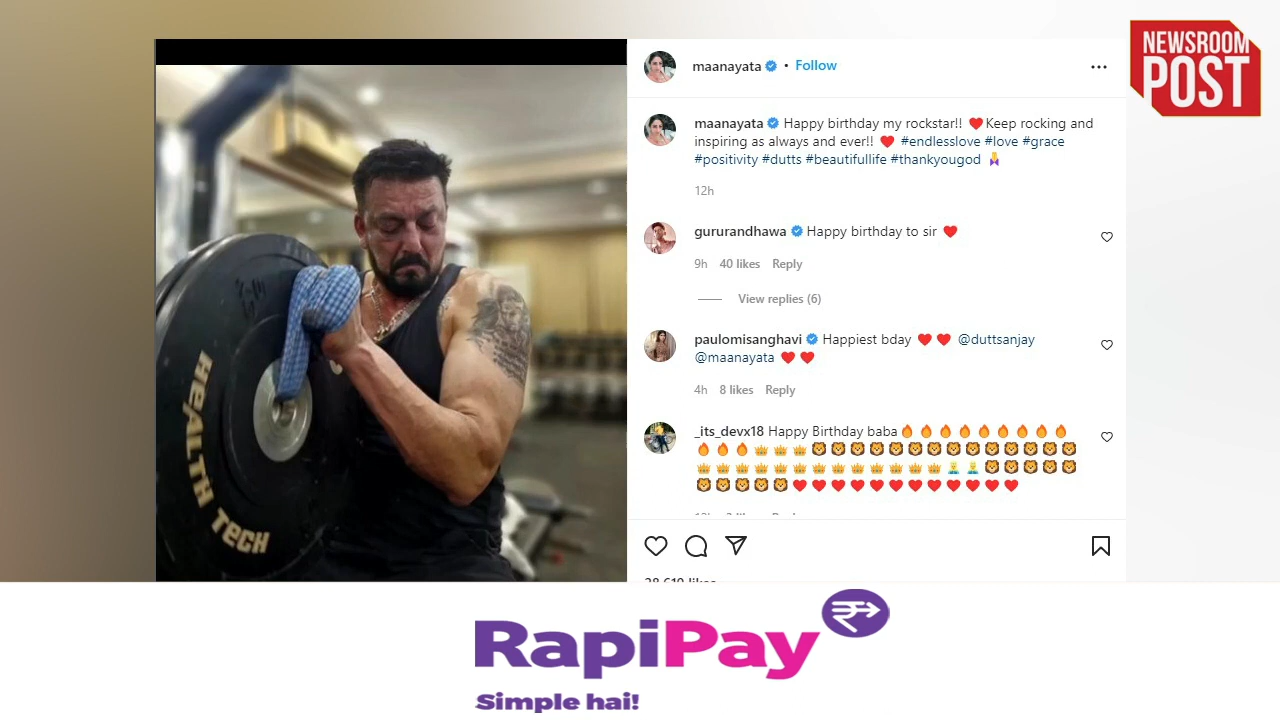 NEWSROOM
POST
maanayata • Follow
maanayata Happy birthday my rockstar!! ❤️Keep rocking and
inspiring as always and ever!! ❤️ #endlesslove #love #grace
#positivity #dutts #beautifullife #thankyougod
12h
gururandhawa Happy birthday to sir ❤️
9h 40 likes Reply
View replies (6)
paulomisanghavi Happiest bday ❤️ ❤️ @duttsanjay
@maanayata ❤️ ❤️
4h 8 likes Reply
_its_devx18 Happy Birthday baba
HEALTH TECH
RapiPay
Simple hai!